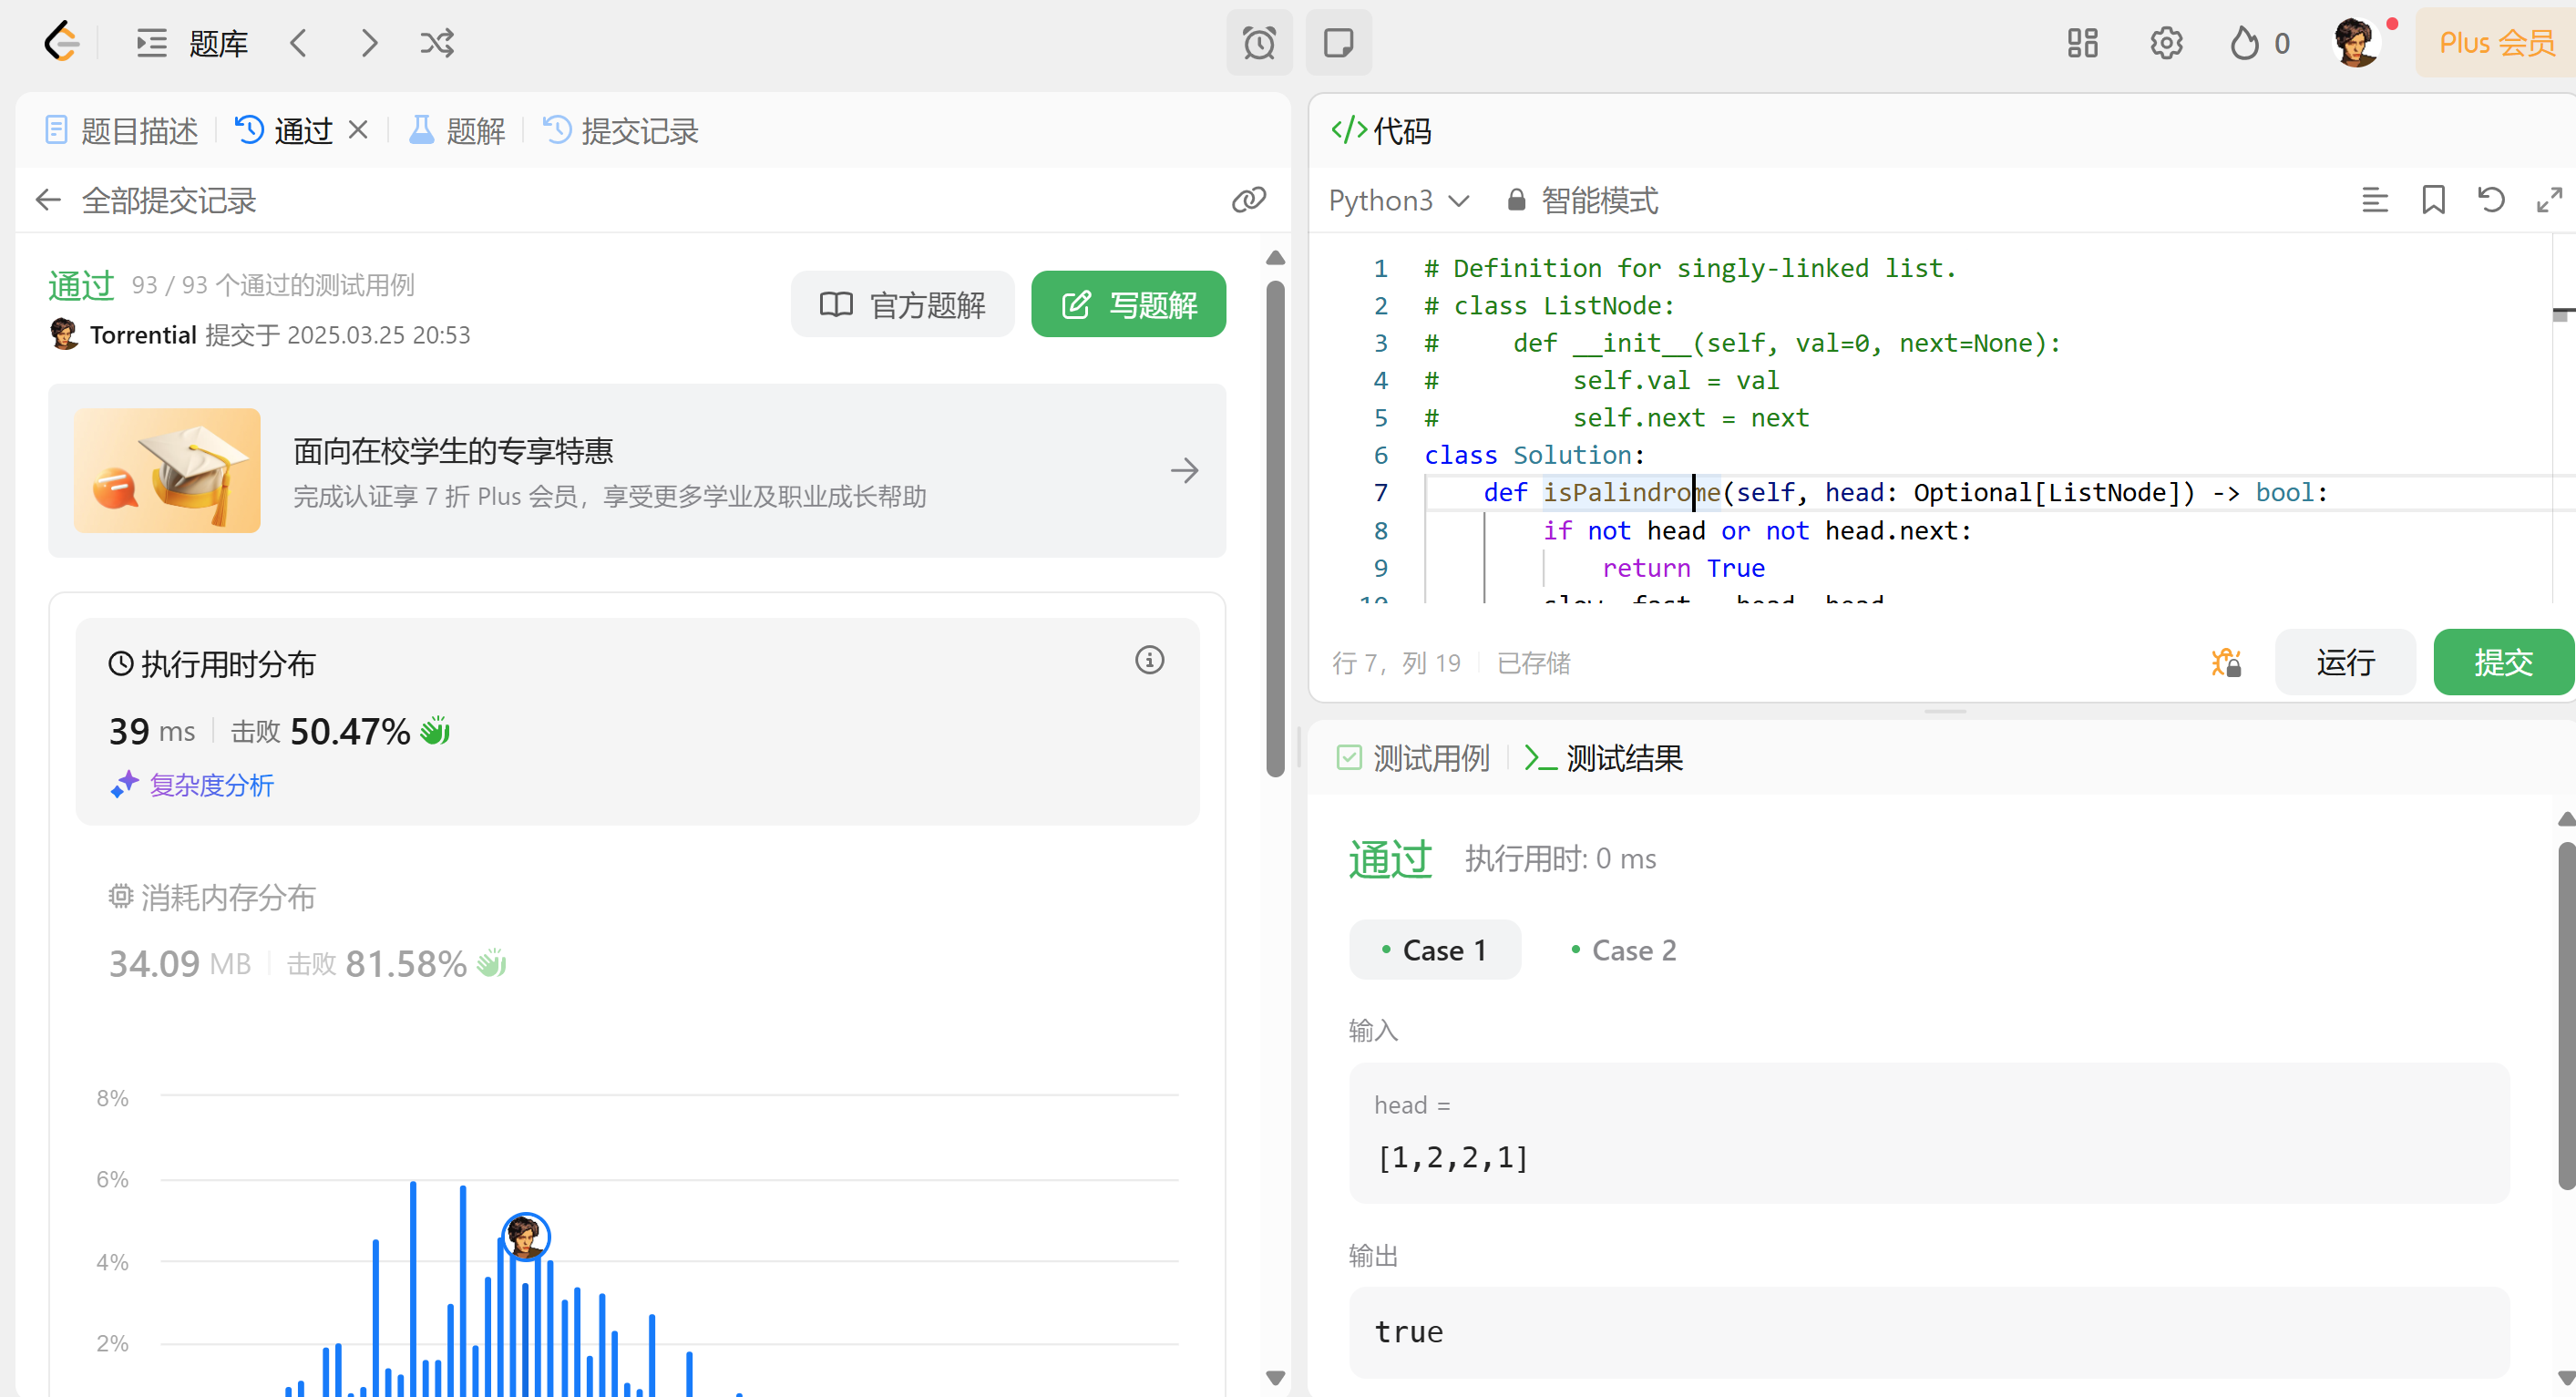 题库
0
Plus 会员
题目描述
通过
题解
提交记录
全部提交记录
通过 93 / 93 个通过的测试用例
Torrential 提交于 2025.03.25 20:53
官方题解
写题解
面向在校学生的专享特惠
完成认证享 7 折 Plus 会员，享受更多学业及职业成长帮助
执行用时分布
39 ms 击败 50.47%
复杂度分析
消耗内存分布
34.09 MB 击败 81.58%
8%
6%
4%
2%
</>代码
Python3 智能模式
1 # Definition for singly-linked list.
2 # class ListNode:
3 #     def __init__(self, val=0, next=None):
4 #         self.val = val
5 #         self.next = next
6 class Solution:
7     def isPalindrome(self, head: Optional[ListNode]) -> bool:
8         if not head or not head.next:
9             return True
行 7，列 19 已存储
运行
提交
测试用例
测试结果
通过 执行用时: 0 ms
Case 1
Case 2
输入
head =
[1,2,2,1]
输出
true